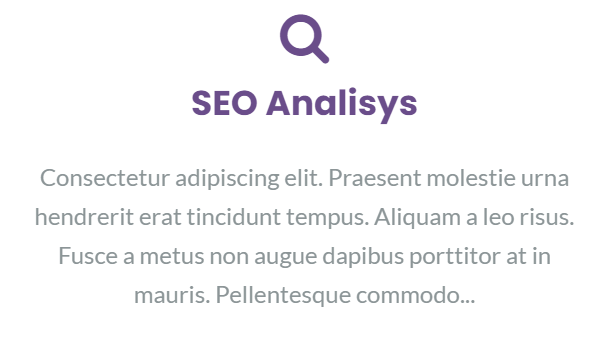 SEO Analisys
Consectetur adipiscing elit. Praesent molestie urna
hendrerit erat tincidunt tempus. Aliquam a leo risus.
Fusce a metus non augue dapibus porttitor at in
mauris. Pellentesque commodo...